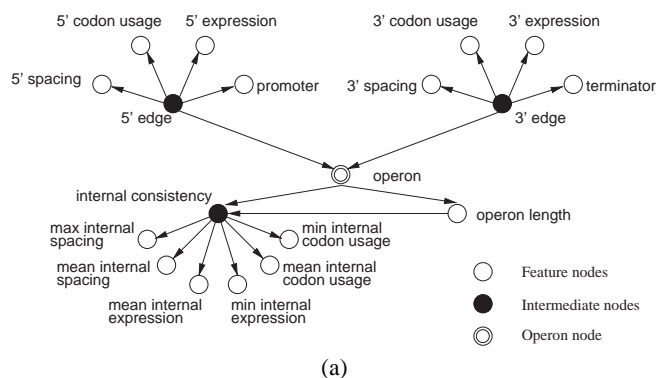 5' codon usage
5' expression
5' spacing
promoter
5' edge
3' codon usage
3' expression
3' spacing
terminator
3' edge
operon
internal consistency
operon length
max internal
spacing
min internal
codon usage
mean internal
spacing
mean internal
codon usage
mean internal
expression
min internal
expression
Feature nodes
Intermediate nodes
Operon node
(a)